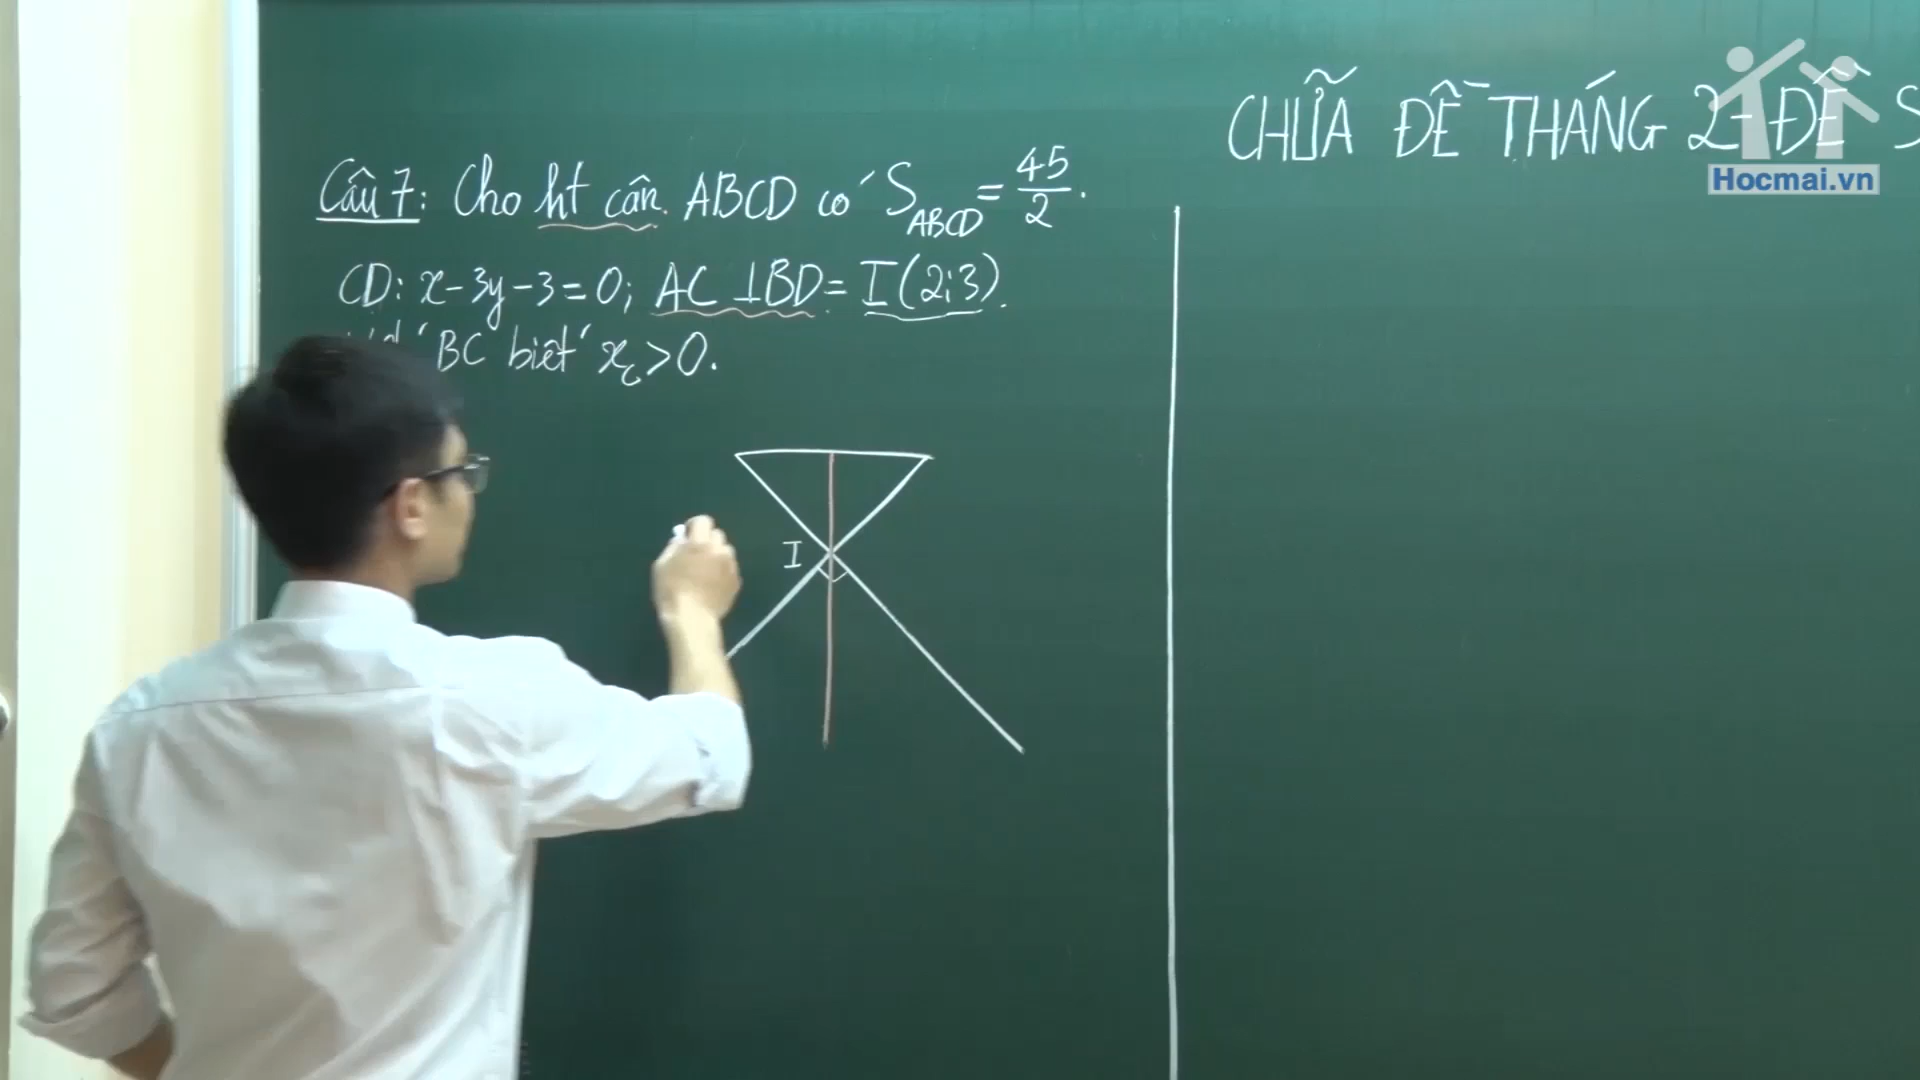 CHỮA ĐỀ THÁNG 2 - ĐỀ S
Hocmai.vn
Câu 7: Cho ht cân ABCD có S_ABCD = 45/2.
CD: x - 3y - 3 = 0; AC ⊥ BD = I(2;3).
BC biết x_C > 0.
I